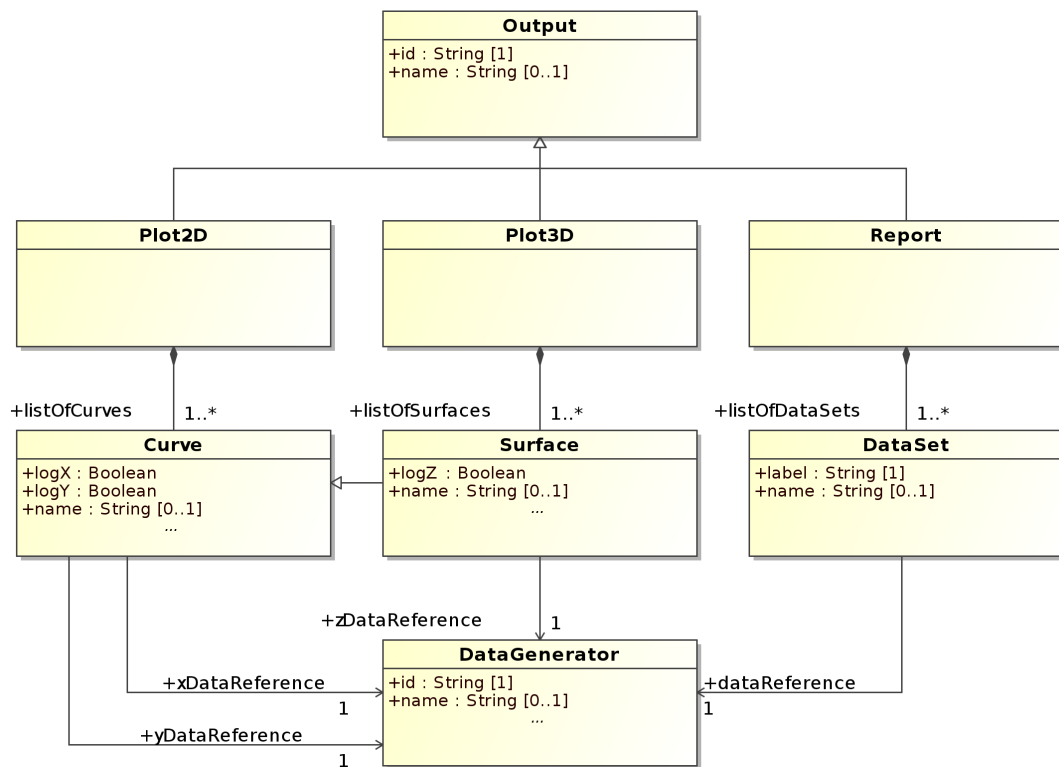 Output
+id : String [1]
+name : String [0..1]
Plot2D
Plot3D
Report
+listOfCurves
1..*
+listOfSurfaces
1..*
+listOfDataSets
1..*
Curve
+logX : Boolean
+logY : Boolean
+name : String [0..1]
...
Surface
+logZ : Boolean
+name : String [0..1]
...
DataSet
+label : String [1]
+name : String [0..1]
+zDataReference
1
DataGenerator
+id : String [1]
+name : String [0..1]
...
+xDataReference
1
+dataReference
1
+yDataReference
1